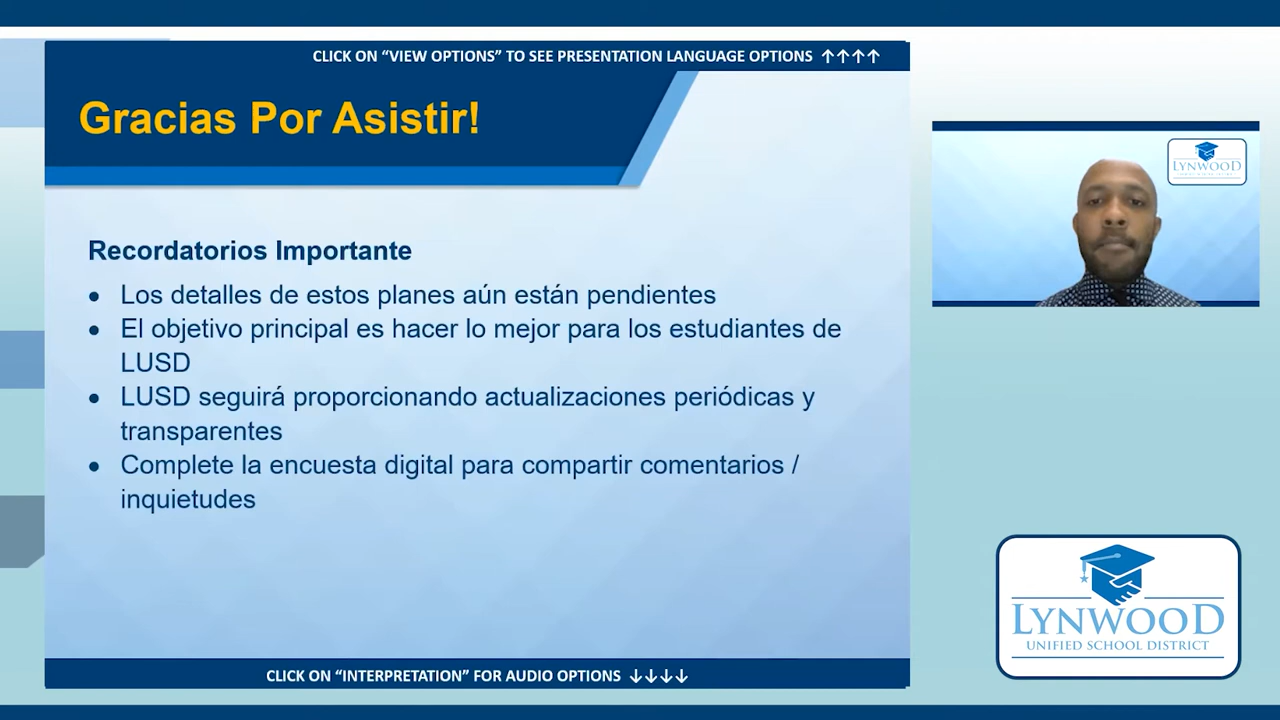 CLICK ON “VIEW OPTIONS” TO SEE PRESENTATION LANGUAGE OPTIONS ↑↑↑↑
Gracias Por Asistir!
LYNWOOD
Recordatorios Importante
• Los detalles de estos planes aún están pendientes
• El objetivo principal es hacer lo mejor para los estudiantes de
LUSD
• LUSD seguirá proporcionando actualizaciones periódicas y
transparentes
• Complete la encuesta digital para compartir comentarios /
inquietudes
LYNWOOD
UNIFIED SCHOOL DISTRICT
CLICK ON “INTERPRETATION” FOR AUDIO OPTIONS ↓↓↓↓